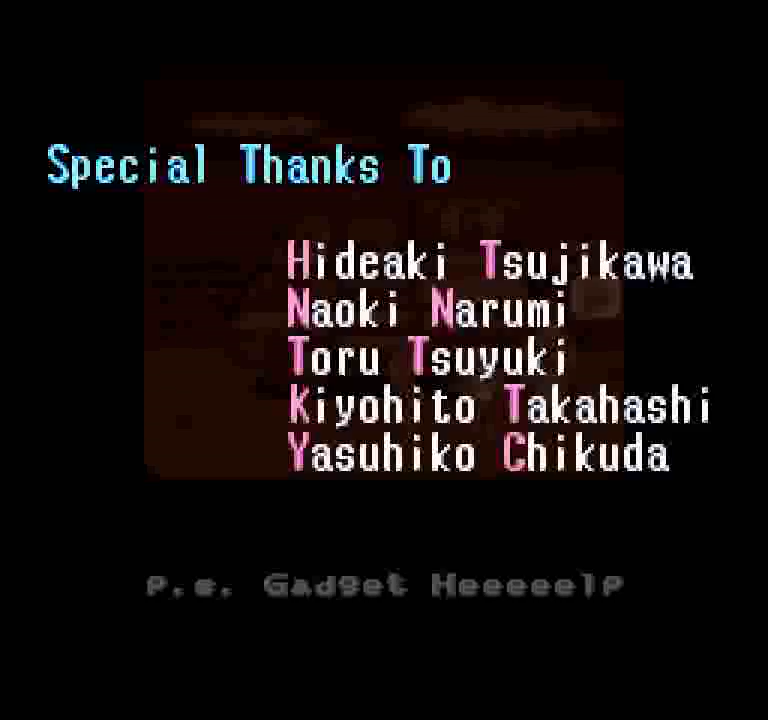 Special Thanks To
Hideaki Tsujikawa
Naoki Narumi
Toru Tsuyuki
Kiyohito Takahashi
Yasuhiko Chikuda
P.e. Gadget Heeeeelp